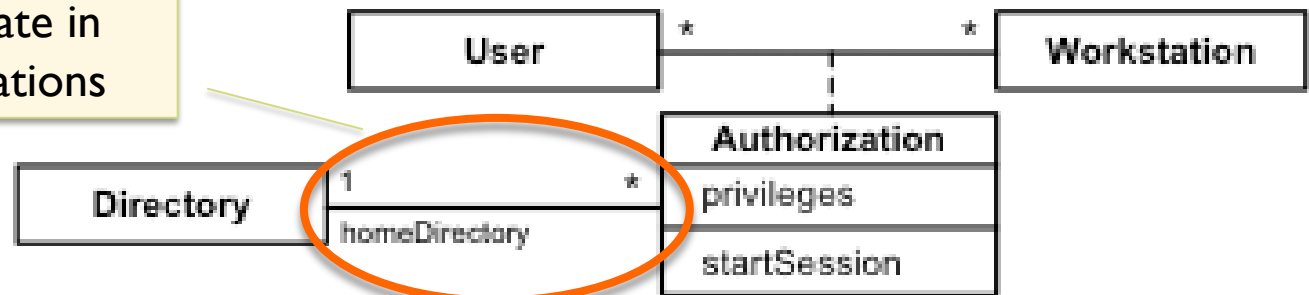 ate in
ations
User
*
*
Workstation
Authorization
privileges
startSession
Directory
1
*
homeDirectory